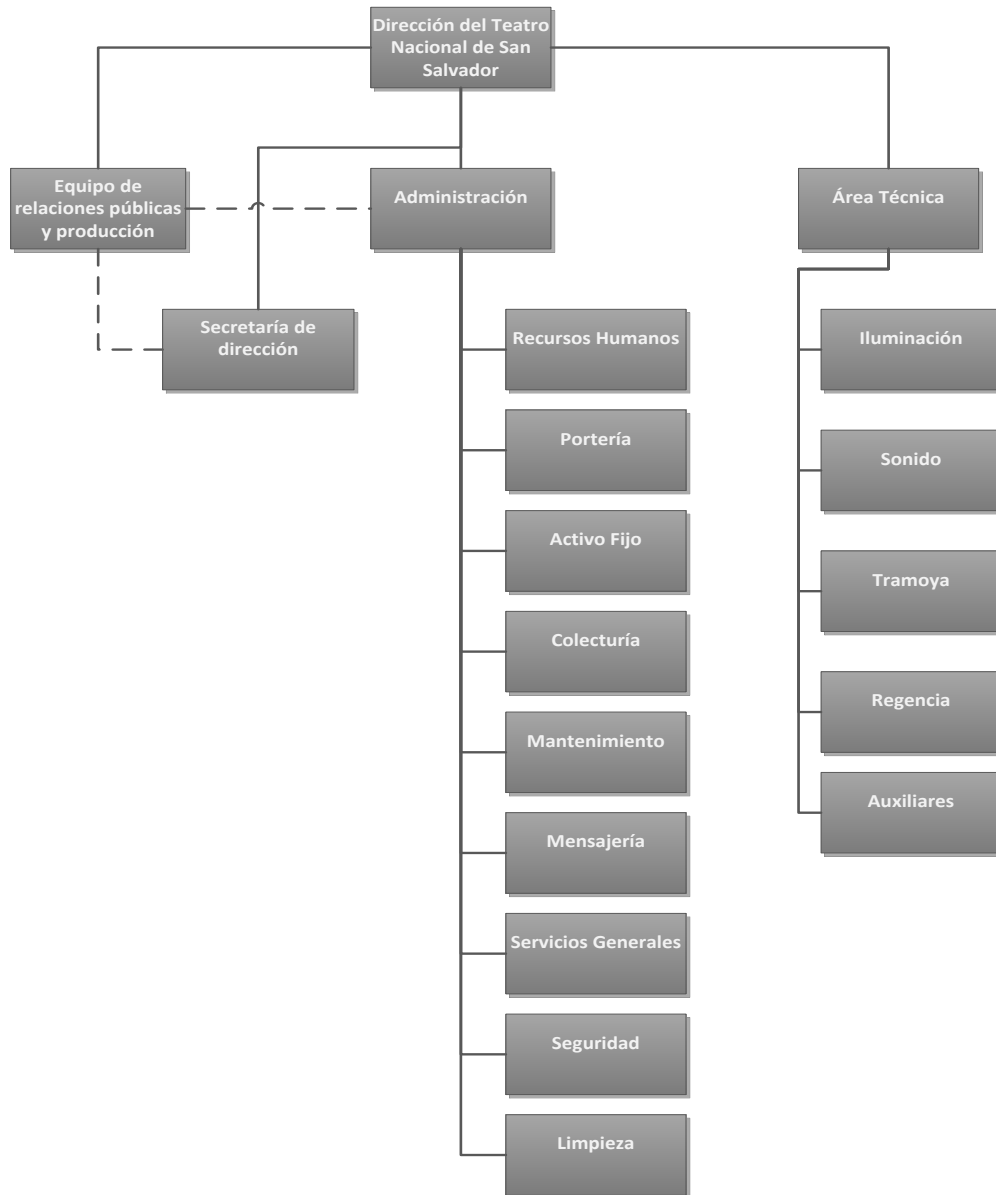 Dirección del Teatro
Nacional de San
Salvador
Equipo de
relaciones públicas
y producción
Administración
Área Técnica
Secretaría de
dirección
Recursos Humanos
Portería
Activo Fijo
Colecturía
Mantenimiento
Mensajería
Servicios Generales
Seguridad
Limpieza
Iluminación
Sonido
Tramoya
Regencia
Auxiliares